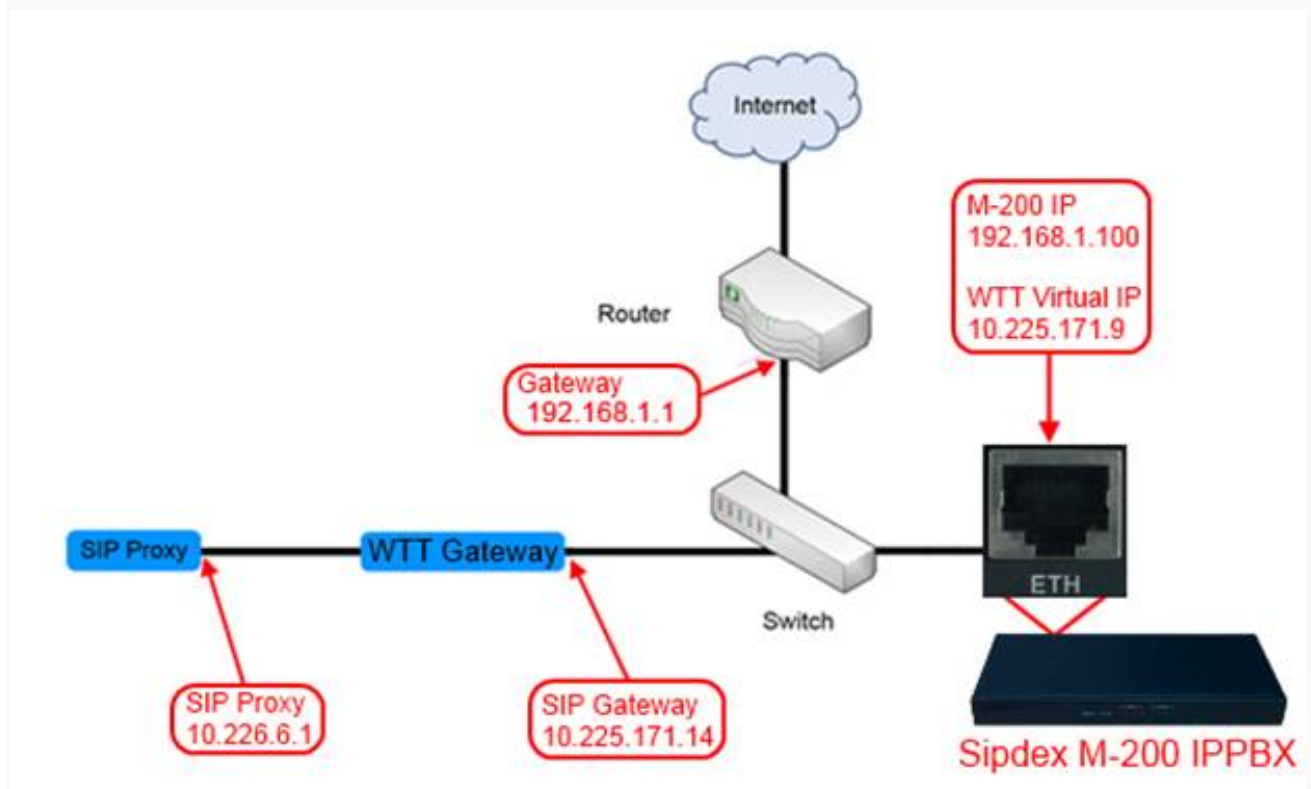 Internet
M-200 IP
192.168.1.100
WTT Virtual IP
10.225.171.9
Router
Gateway
192.168.1.1
SIP Proxy
WTT Gateway
ETH
Switch
SIP Proxy
10.226.6.1
SIP Gateway
10.225.171.14
Sipdex M-200 IPPBX